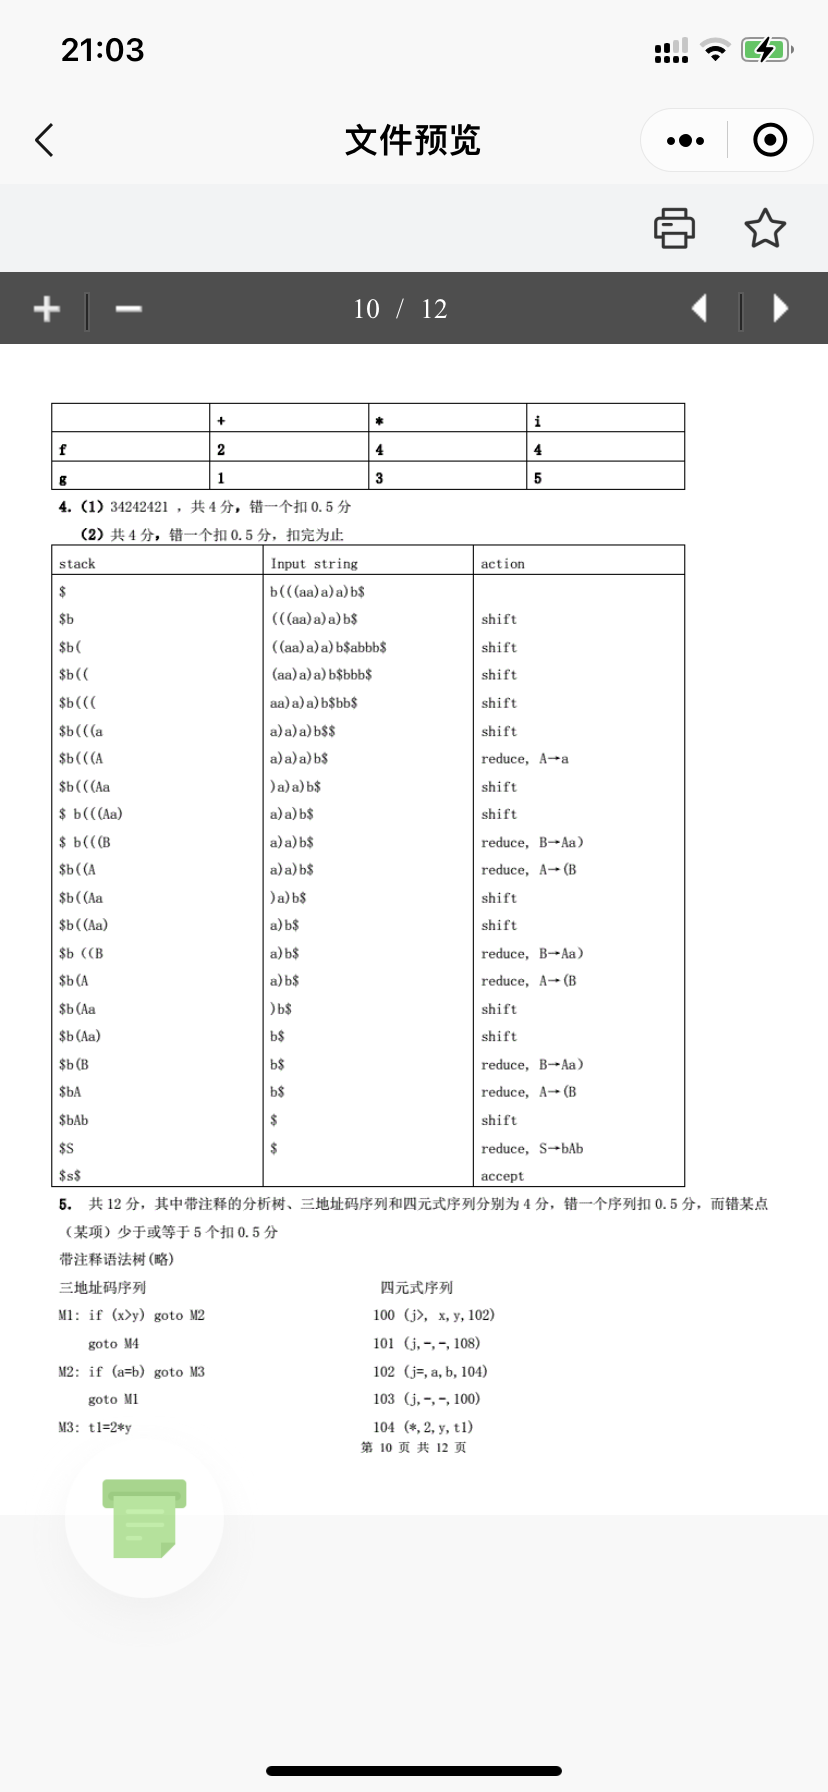 21:03
文件预览
10 / 12
+ * i
f 2 4 4
g 1 3 5
4. (1) 34242421 ，共 4 分，错一个扣 0.5 分
(2) 共 4 分，错一个扣 0.5 分，扣完为止
stack Input string action
$ b(((aa)a)a)b$
$b (((aa)a)a)b$ shift
$b( ((aa)a)a)b$abbb$ shift
$b(( (aa)a)a)b$bbb$ shift
$b((( aa)a)a)b$bb$ shift
$b(((a a)a)a)b$$ shift
$b(((A a)a)a)b$ reduce, A→a
$b(((Aa )a)a)b$ shift
$ b(((Aa) a)a)b$ shift
$ b(((B a)a)b$ reduce, B→Aa)
$b((A a)a)b$ reduce, A→(B
$b((Aa )a)b$ shift
$b((Aa) a)b$ shift
$b ((B a)b$ reduce, B→Aa)
$b(A a)b$ reduce, A→(B
$b(Aa )b$ shift
$b(Aa) b$ shift
$b(B b$ reduce, B→Aa)
$bA b$ reduce, A→(B
$bAb $ shift
$S $ reduce, S→bAb
$s$ accept
5. 共 12 分，其中带注释的分析树、三地址码序列和四元式序列分别为 4 分，错一个序列扣 0.5 分，而错某点
（某项）少于或等于 5 个扣 0.5 分
带注释语法树(略)
三地址码序列 四元式序列
M1: if (x>y) goto M2 100 (j>, x,y,102)
goto M4 101 (j,-,-,108)
M2: if (a=b) goto M3 102 (j=,a,b,104)
goto M1 103 (j,-,-,100)
M3: t1=2*y 104 (*,2,y,t1)
第 10 页 共 12 页